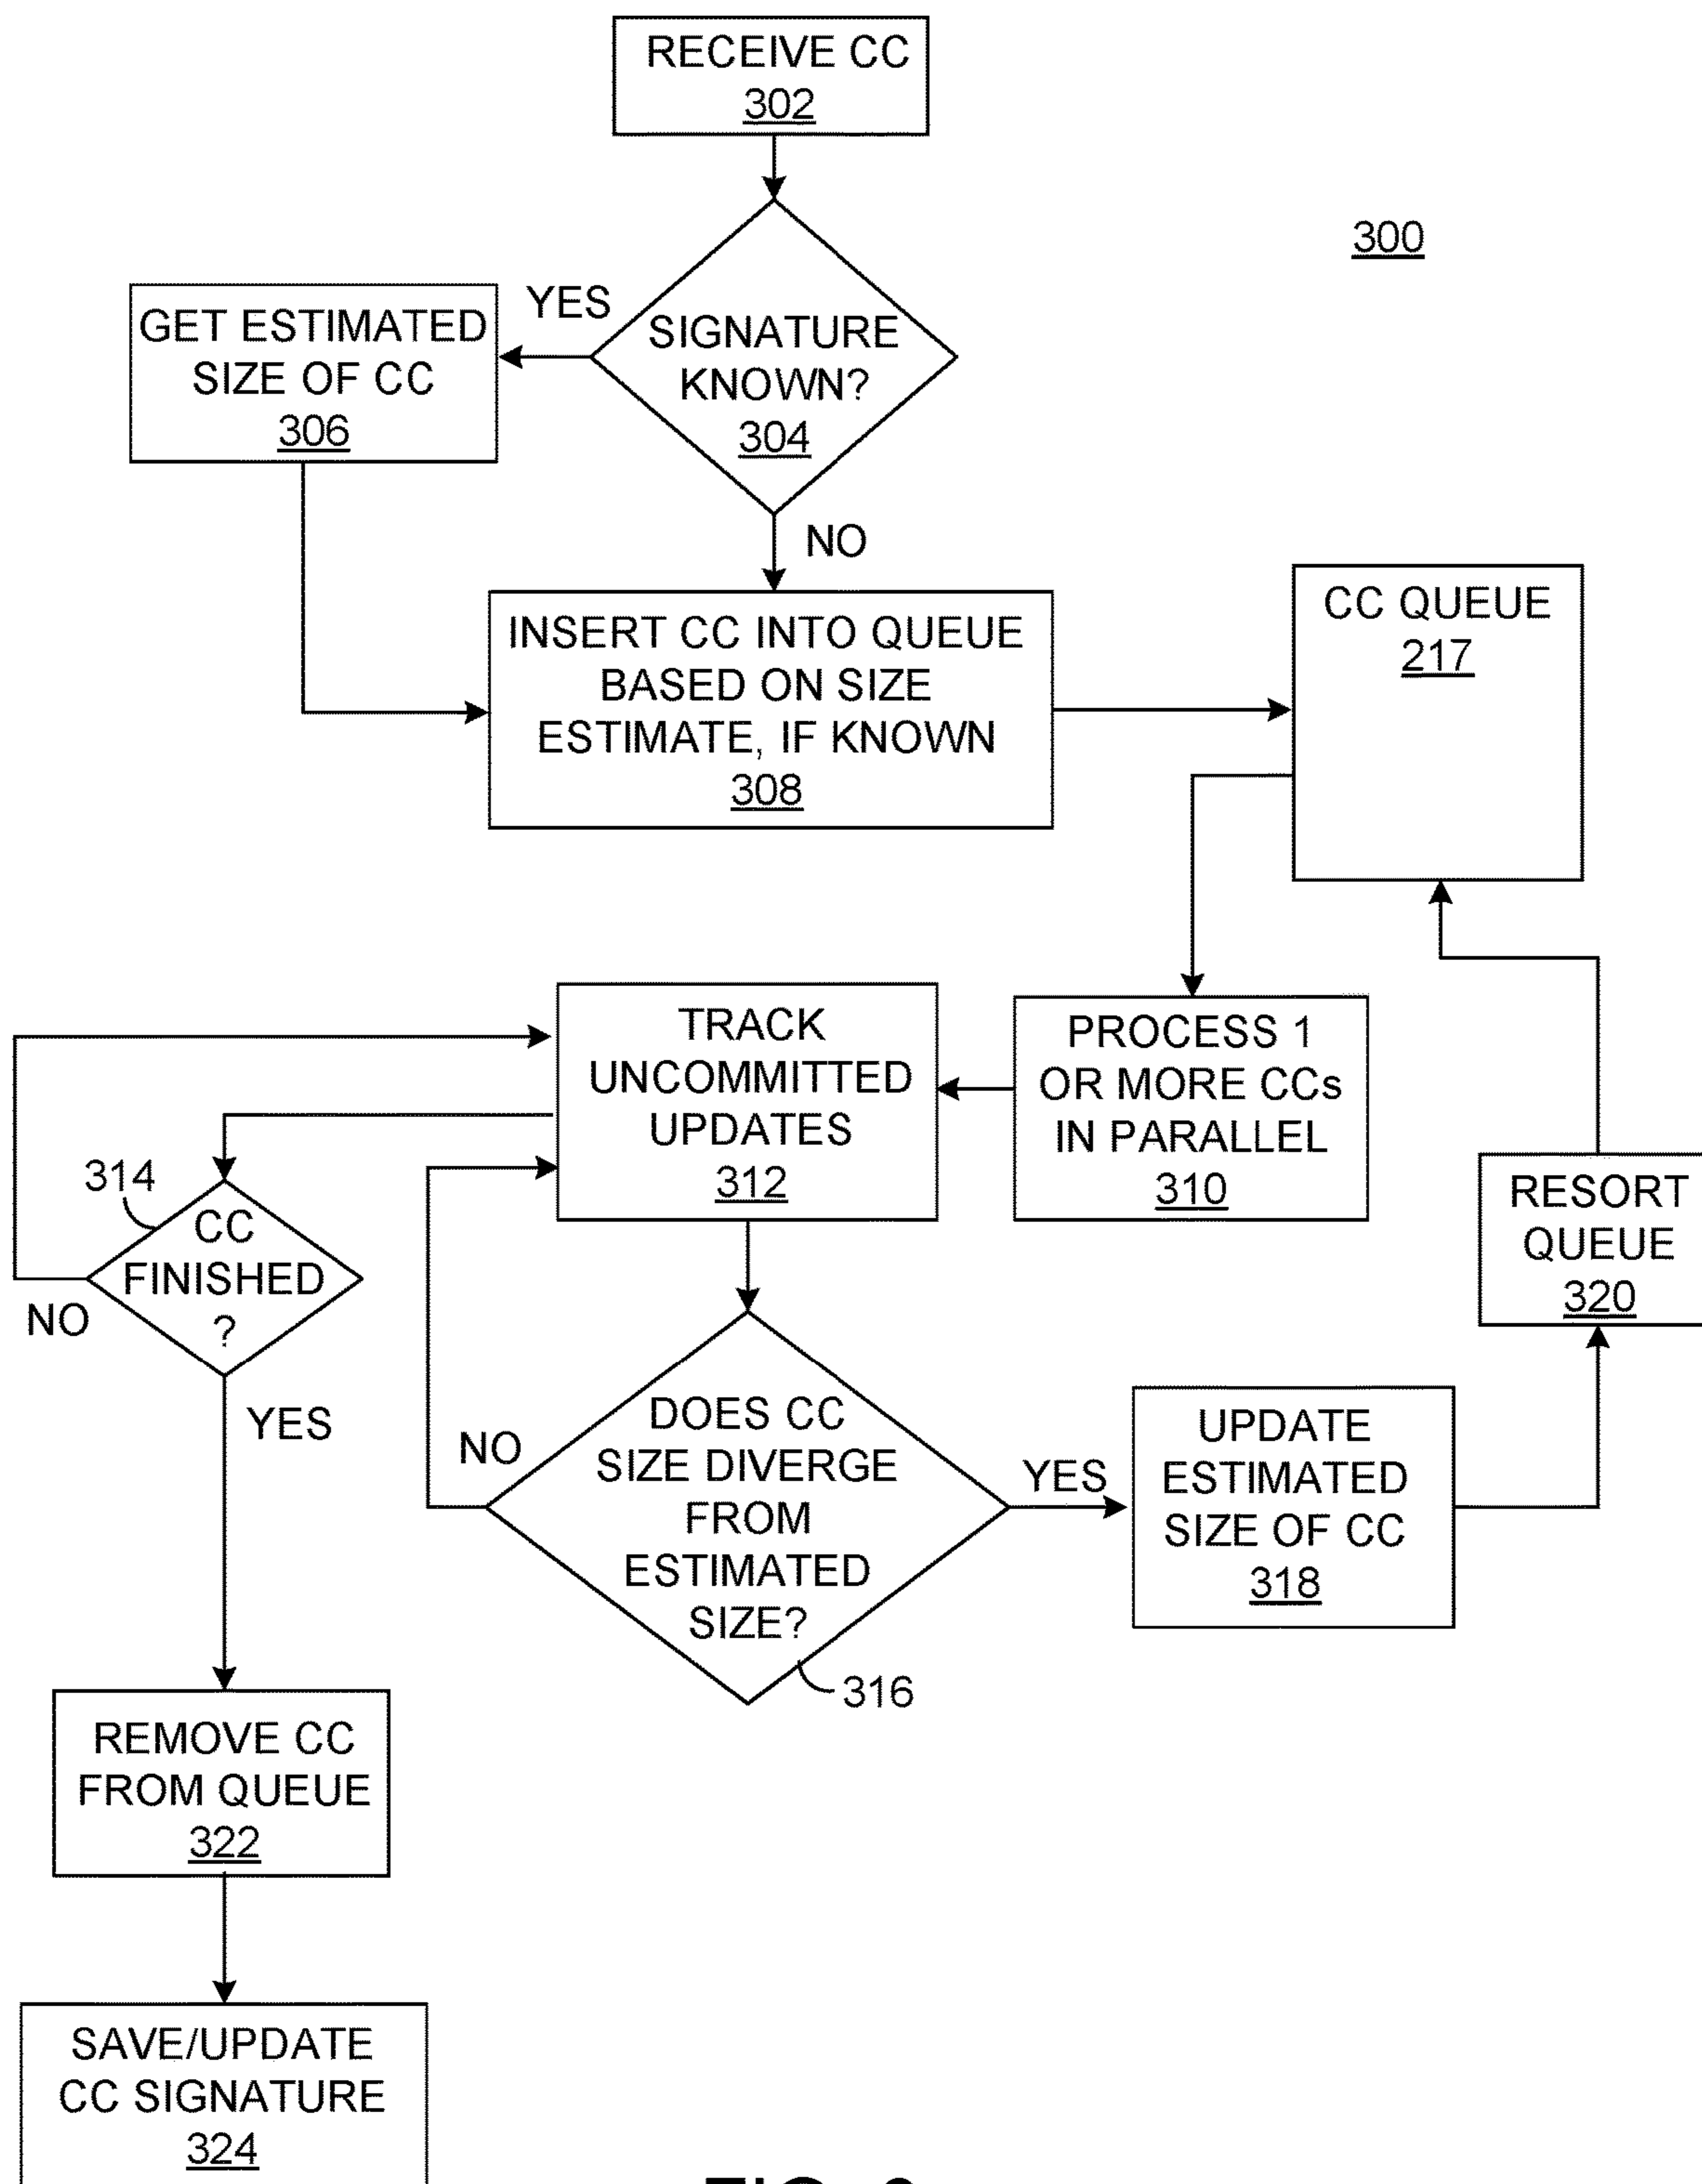 RECEIVE CC
302
300
YES
SIGNATURE
KNOWN?
304
GET ESTIMATED
SIZE OF CC
306
NO
INSERT CC INTO QUEUE
BASED ON SIZE
ESTIMATE, IF KNOWN
308
CC QUEUE
217
PROCESS 1
OR MORE CCs
IN PARALLEL
310
TRACK
UNCOMMITTED
UPDATES
312
314
CC
FINISHED
?
NO
YES
DOES CC
SIZE DIVERGE
FROM
ESTIMATED
SIZE?
316
NO
YES
UPDATE
ESTIMATED
SIZE OF CC
318
RESORT
QUEUE
320
REMOVE CC
FROM QUEUE
322
SAVE/UPDATE
CC SIGNATURE
324